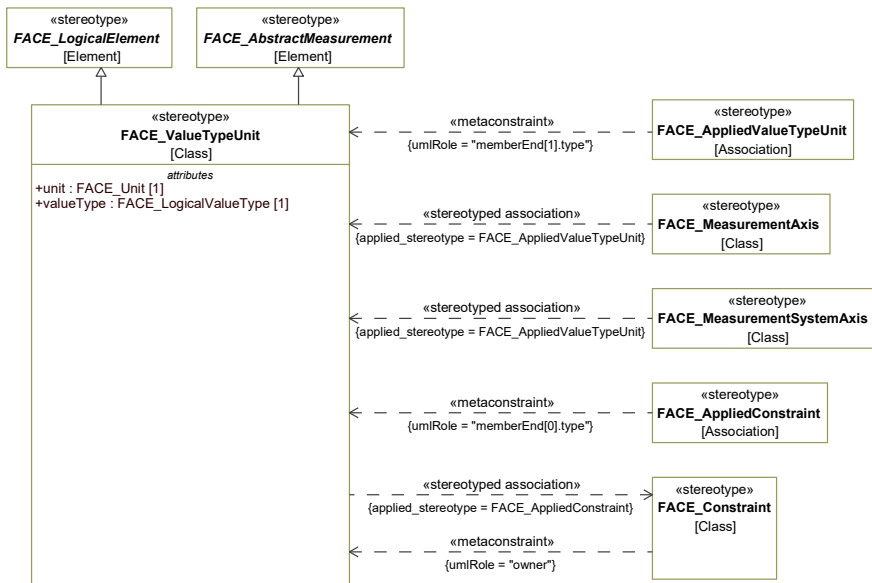 «stereotype»
FACE_LogicalElement
[Element]
«stereotype»
FACE_AbstractMeasurement
[Element]
«stereotype»
FACE_ValueTypeUnit
[Class]
attributes
+unit : FACE_Unit [1]
+valueType : FACE_LogicalValueType [1]
«metaconstraint»
{umlRole = "memberEnd[1].type"}
«stereotype»
FACE_AppliedValueTypeUnit
[Association]
«stereotyped association»
{applied_stereotype = FACE_AppliedValueTypeUnit}
«stereotype»
FACE_MeasurementAxis
[Class]
«stereotyped association»
{applied_stereotype = FACE_AppliedValueTypeUnit}
«stereotype»
FACE_MeasurementSystemAxis
[Class]
«metaconstraint»
{umlRole = "memberEnd[0].type"}
«stereotype»
FACE_AppliedConstraint
[Association]
«stereotyped association»
{applied_stereotype = FACE_AppliedConstraint}
«stereotype»
FACE_Constraint
[Class]
«metaconstraint»
{umlRole = "owner"}